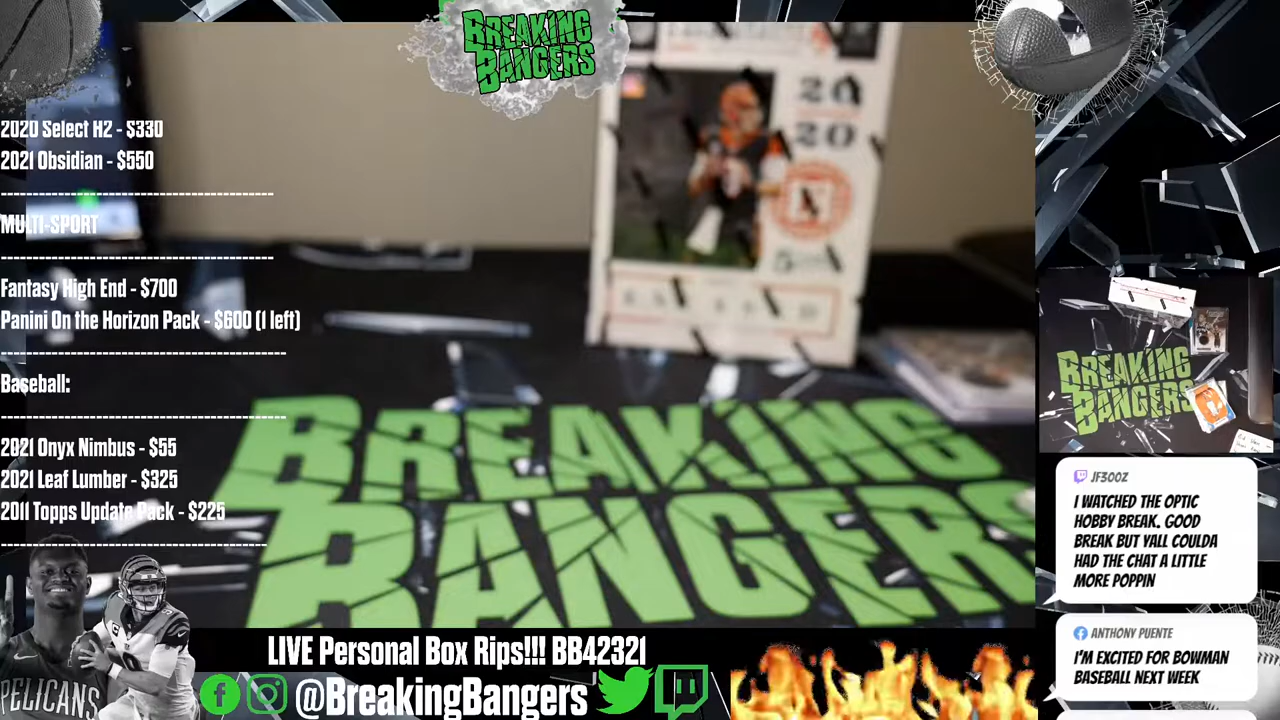 BREAKING
BANGERS
2020 Select H2 - $330
2021 Obsidian - $550
MULTI-SPORT
Fantasy High End - $700
Panini On the Horizon Pack - $600 (1 left)
Baseball:
2021 Onyx Nimbus - $55
2021 Leaf Lumber - $325
2011 Topps Update Pack - $225
20
20
BREAKING
BANGERS
BREAKING
BANGERS
JF300Z
I WATCHED THE OPTIC
HOBBY BREAK. GOOD
BREAK BUT YALL COULDA
HAD THE CHAT A LITTLE
MORE POPPIN
ANTHONY PUENTE
I'M EXCITED FOR BOWMAN
BASEBALL NEXT WEEK
PELICANS
LIVE Personal Box Rips!!! BB42321
@BreakingBangers